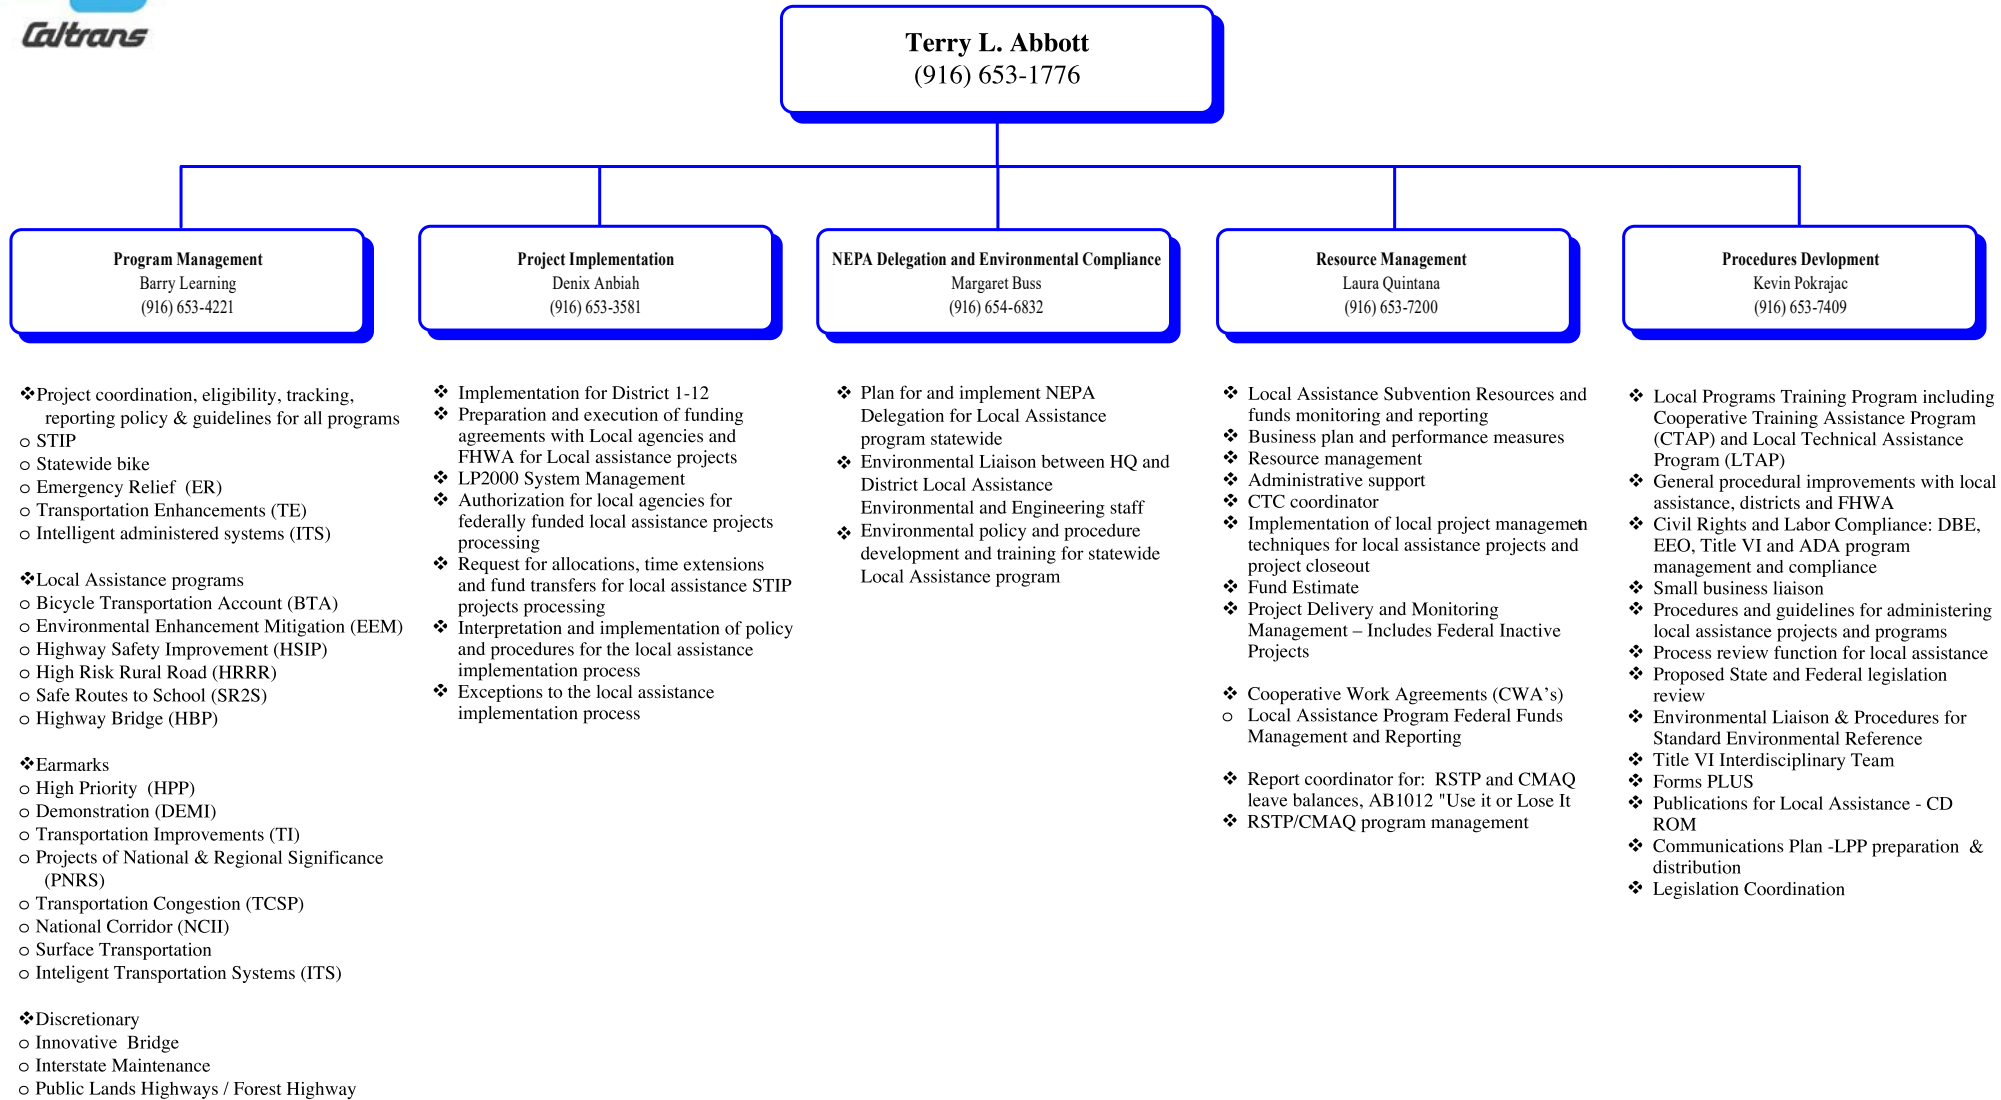 Caltrans
Terry L. Abbott
(916) 653-1776
Program Management
Barry Learning
(916) 653-4221
Project Implementation
Denix Anbiah
(916) 653-3581
NEPA Delegation and Environmental Compliance
Margaret Buss
(916) 654-6832
Resource Management
Laura Quintana
(916) 653-7200
Procedures Devlopment
Kevin Pokrajac
(916) 653-7409
❖Project coordination, eligibility, tracking,
reporting policy & guidelines for all programs
o STIP
o Statewide bike
o Emergency Relief (ER)
o Transportation Enhancements (TE)
o Intelligent administered systems (ITS)
❖Local Assistance programs
o Bicycle Transportation Account (BTA)
o Environmental Enhancement Mitigation (EEM)
o Highway Safety Improvement (HSIP)
o High Risk Rural Road (HRRR)
o Safe Routes to School (SR2S)
o Highway Bridge (HBP)
❖Earmarks
o High Priority (HPP)
o Demonstration (DEMI)
o Transportation Improvements (TI)
o Projects of National & Regional Significance
(PNRS)
o Transportation Congestion (TCSP)
o National Corridor (NCII)
o Surface Transportation
o Inteligent Transportation Systems (ITS)
❖Discretionary
o Innovative Bridge
o Interstate Maintenance
o Public Lands Highways / Forest Highway
❖ Implementation for District 1-12
❖ Preparation and execution of funding
agreements with Local agencies and
FHWA for Local assistance projects
❖ LP2000 System Management
❖ Authorization for local agencies for
federally funded local assistance projects
processing
❖ Request for allocations, time extensions
and fund transfers for local assistance STIP
projects processing
❖ Interpretation and implementation of policy
and procedures for the local assistance
implementation process
❖ Exceptions to the local assistance
implementation process
❖ Plan for and implement NEPA
Delegation for Local Assistance
program statewide
❖ Environmental Liaison between HQ and
District Local Assistance
Environmental and Engineering staff
❖ Environmental policy and procedure
development and training for statewide
Local Assistance program
❖ Local Assistance Subvention Resources and
funds monitoring and reporting
❖ Business plan and performance measures
❖ Resource management
❖ Administrative support
❖ CTC coordinator
❖ Implementation of local project management
techniques for local assistance projects and
project closeout
❖ Fund Estimate
❖ Project Delivery and Monitoring
Management – Includes Federal Inactive
Projects
❖ Cooperative Work Agreements (CWA’s)
o Local Assistance Program Federal Funds
Management and Reporting
❖ Report coordinator for: RSTP and CMAQ
leave balances, AB1012 "Use it or Lose It
❖ RSTP/CMAQ program management
❖ Local Programs Training Program including
Cooperative Training Assistance Program
(CTAP) and Local Technical Assistance
Program (LTAP)
❖ General procedural improvements with local
assistance, districts and FHWA
❖ Civil Rights and Labor Compliance: DBE,
EEO, Title VI and ADA program
management and compliance
❖ Small business liaison
❖ Procedures and guidelines for administering
local assistance projects and programs
❖ Process review function for local assistance
❖ Proposed State and Federal legislation
review
❖ Environmental Liaison & Procedures for
Standard Environmental Reference
❖ Title VI Interdisciplinary Team
❖ Forms PLUS
❖ Publications for Local Assistance - CD
ROM
❖ Communications Plan -LPP preparation &
distribution
❖ Legislation Coordination